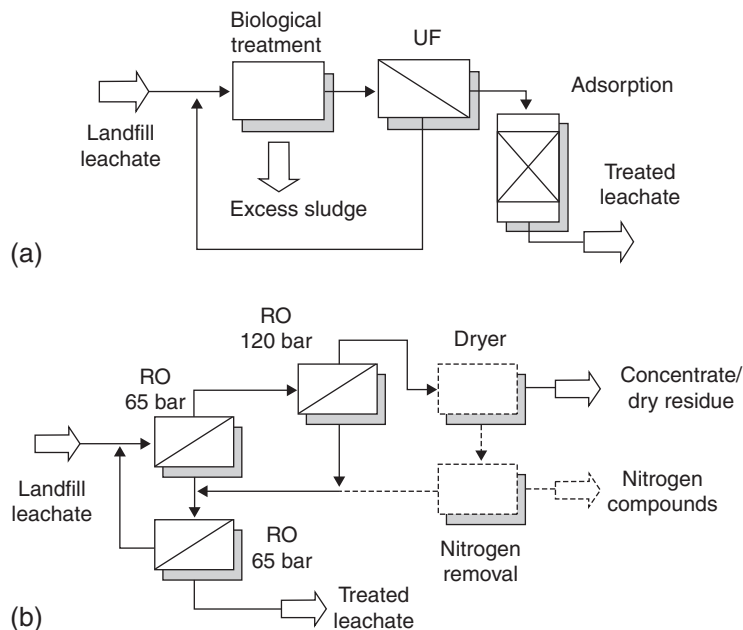 Biological
treatment
UF
Adsorption
Landfill
leachate
Excess sludge
Treated
leachate
(a)
RO
120 bar
Dryer
RO
65 bar
Concentrate/
dry residue
Landfill
leachate
Nitrogen
compounds
RO
65 bar
Nitrogen
removal
Treated
leachate
(b)